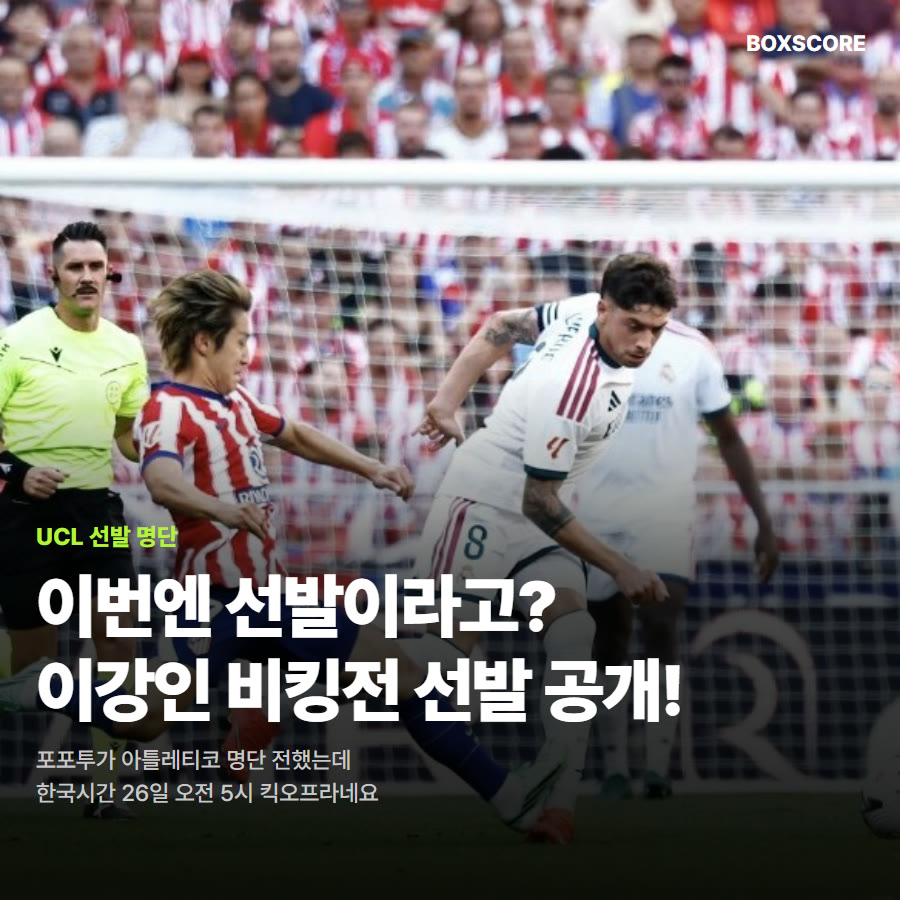 BOXSCORE
8
UCL 선발 명단
이번엔 선발이라고?
이강인 비킹전 선발 공개!
포포투가 아틀레티코 명단 전했는데
한국시간 26일 오전 5시 킥오프라네요